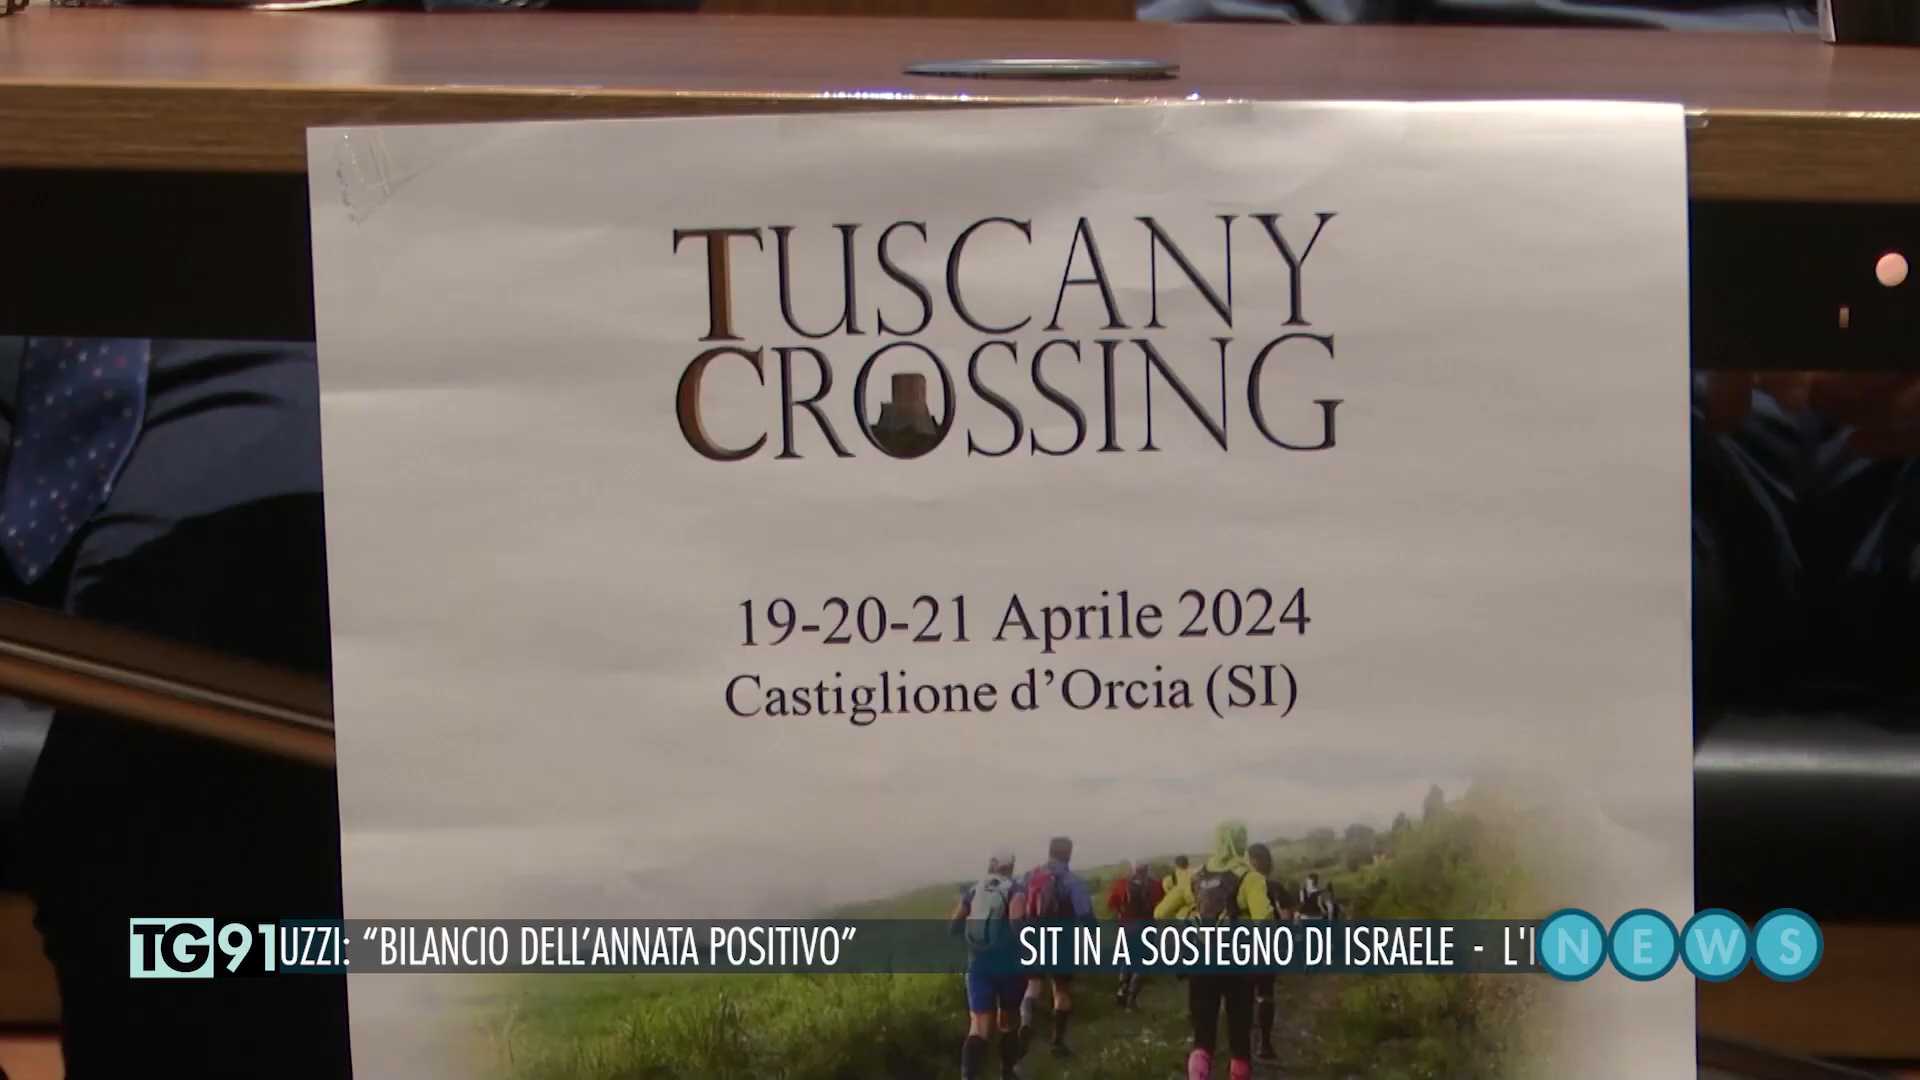 TUSCANY
CROSSING
19-20-21 Aprile 2024
Castiglione d’Orcia (SI)
TG91 UZZI: “BILANCIO DELL’ANNATA POSITIVO” SIT IN A SOSTEGNO DI ISRAELE - L'I NEWS